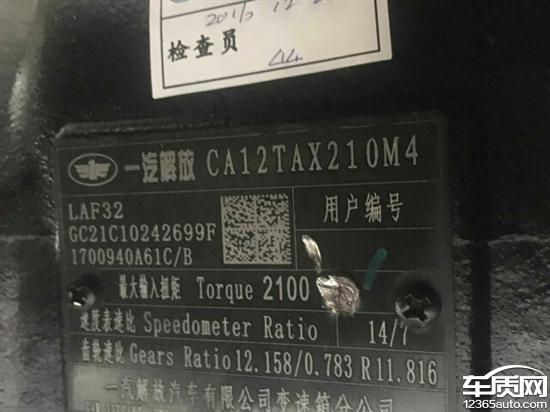 检查员
44
一汽解放 CA12TAX210M4
LAF32
GC21C10242699F
1700940A61C/B
用户编号
最大输入扭矩 Torque 2100
速度表速比 Speedometer Ratio 14/7
齿轮速比 Gears Ratio 12.158/0.783 R11.816
一汽解放汽车有限公司变速箱分公司
车质网
12365auto.com